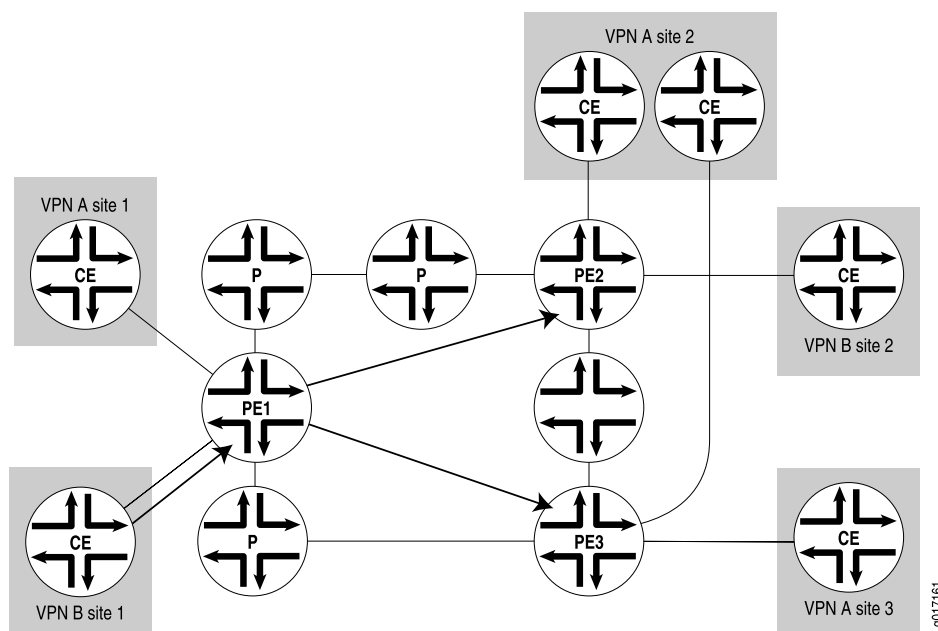 VPN A site 2
CE
CE
VPN A site 1
CE
P
P
PE2
CE
VPN B site 2
PE1
CE
VPN B site 1
P
PE3
CE
VPN A site 3
g017161